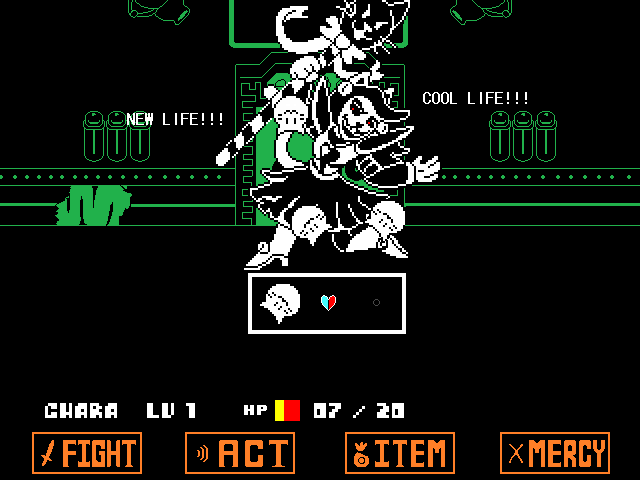 COOL LIFE!!!
NEW LIFE!!!
CHARA LV 1 HP 07 / 20
FIGHT ACT ITEM MERCY